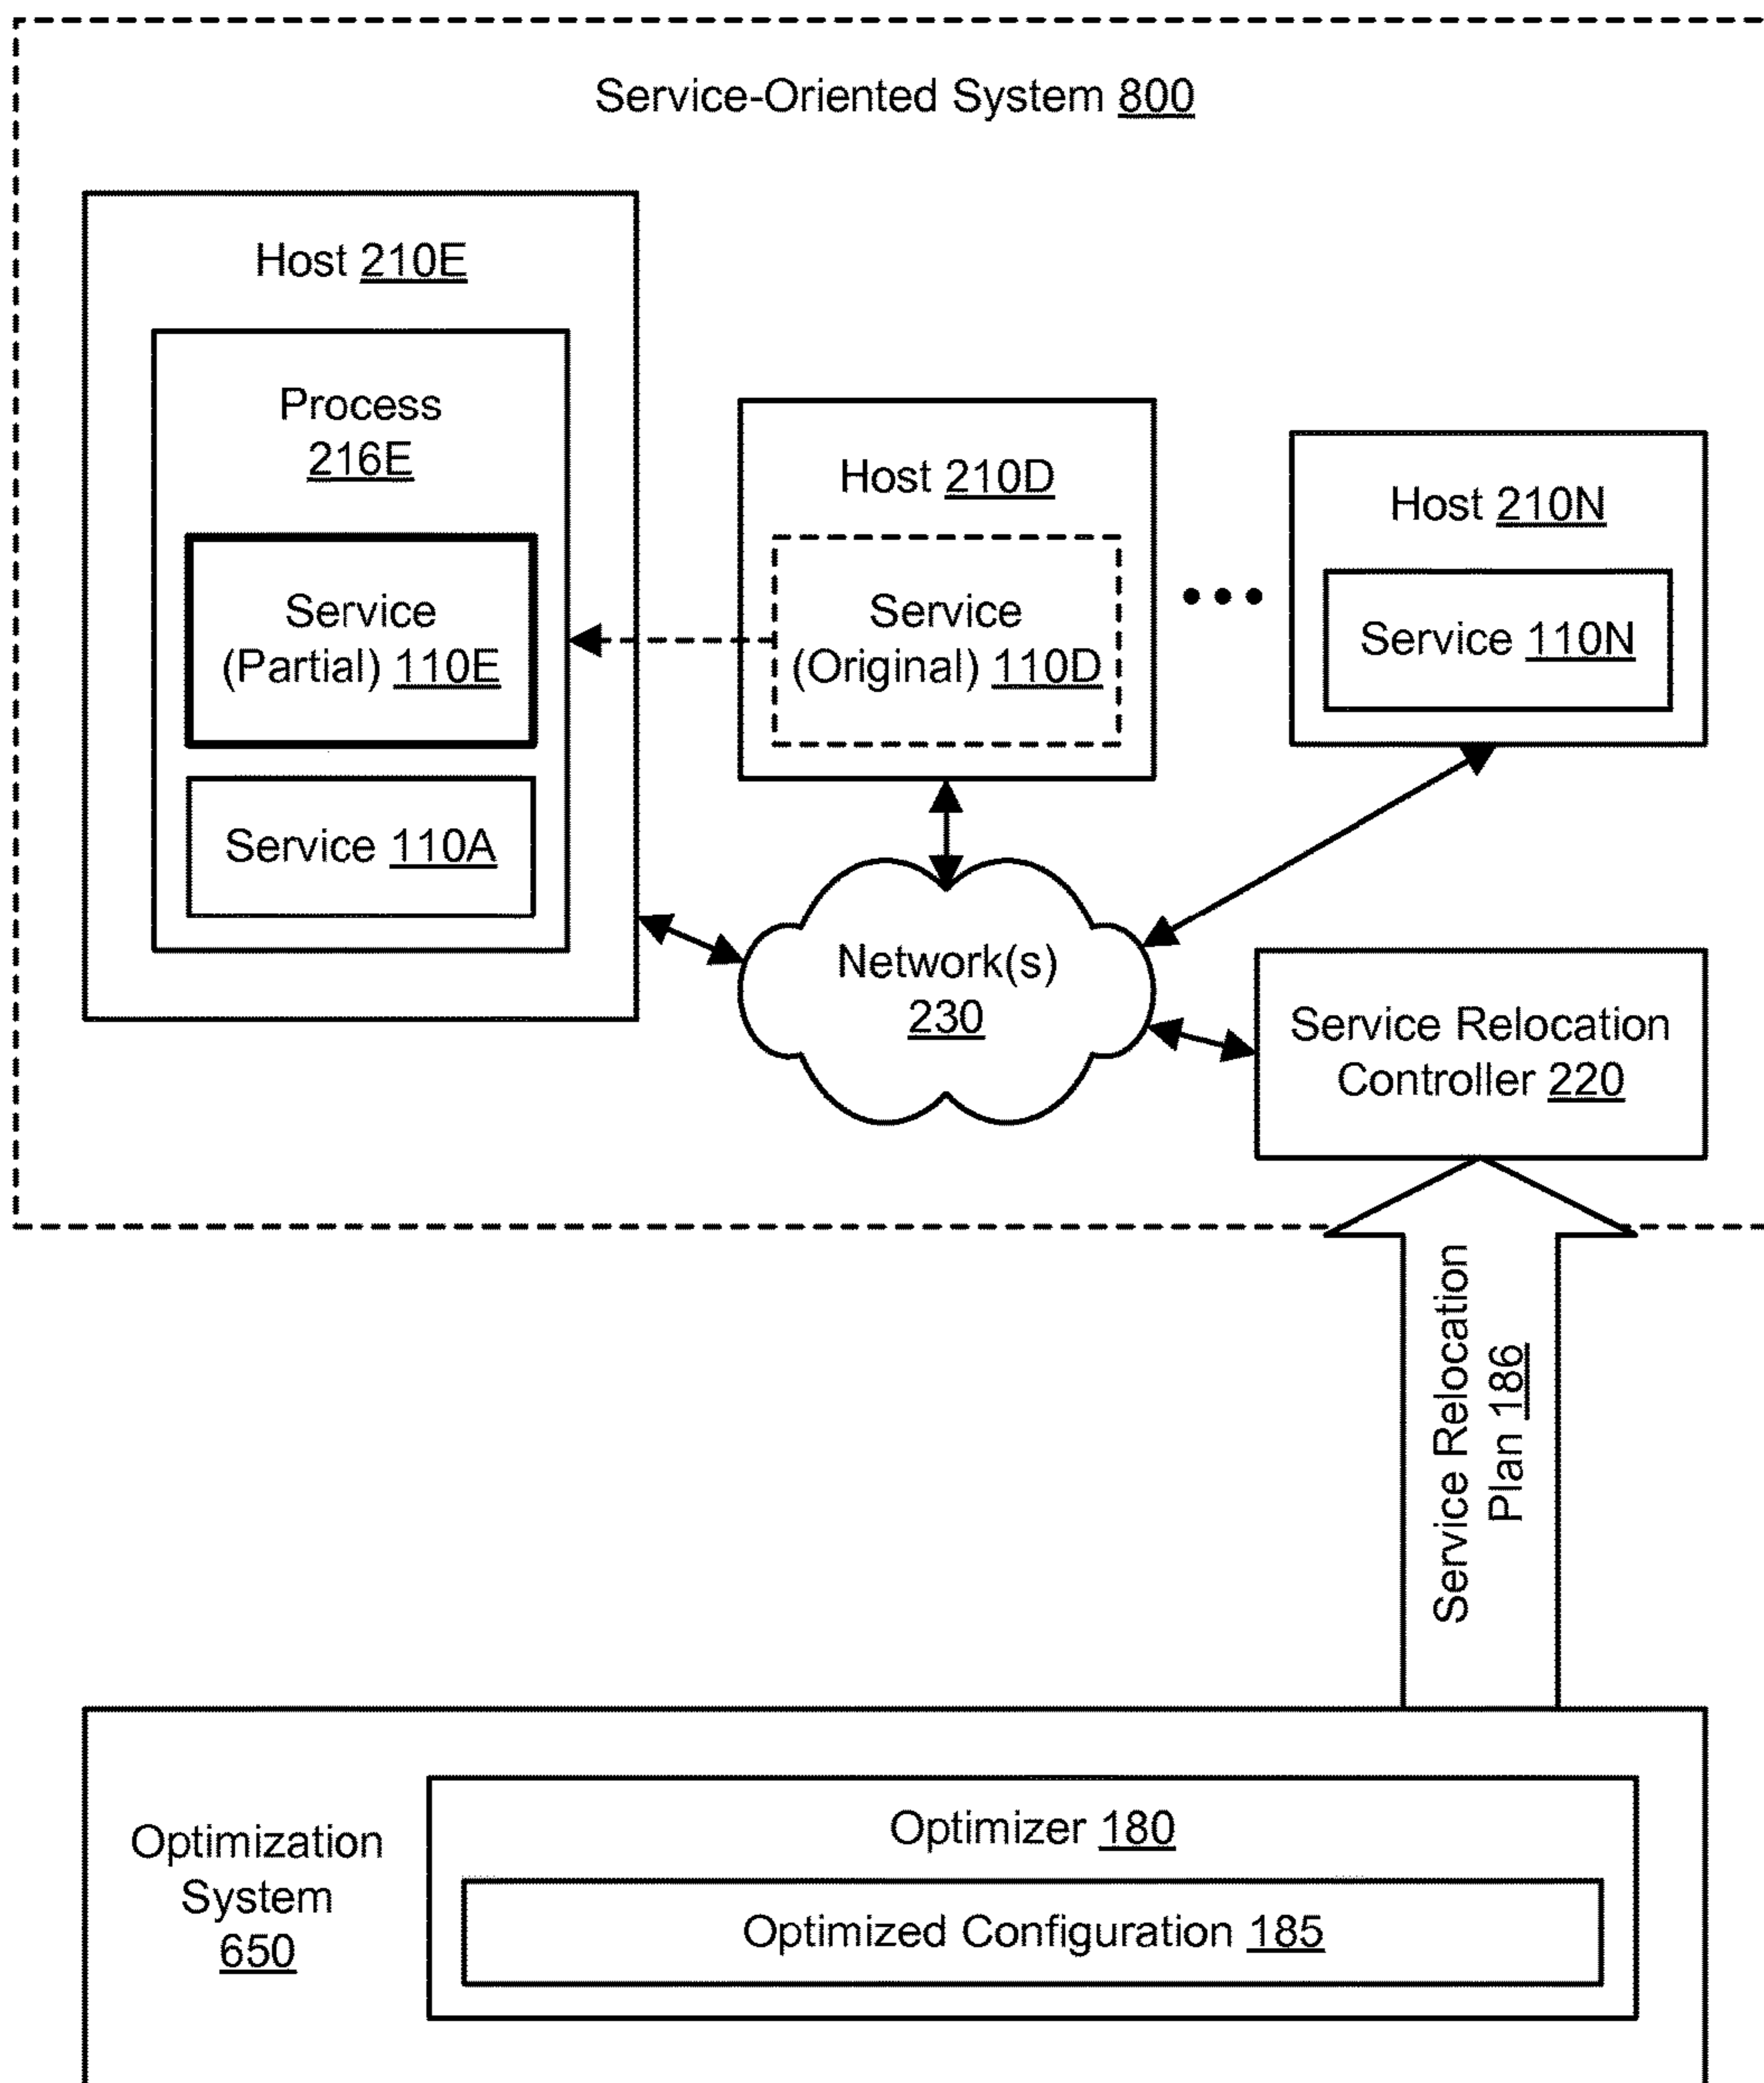 Service-Oriented System 800
Host 210E
Process
216E
Service
(Partial) 110E
Service 110A
Host 210D
Service
(Original) 110D
Host 210N
Service 110N
Network(s)
230
Service Relocation
Controller 220
Service Relocation
Plan 186
Optimization
System
650
Optimizer 180
Optimized Configuration 185